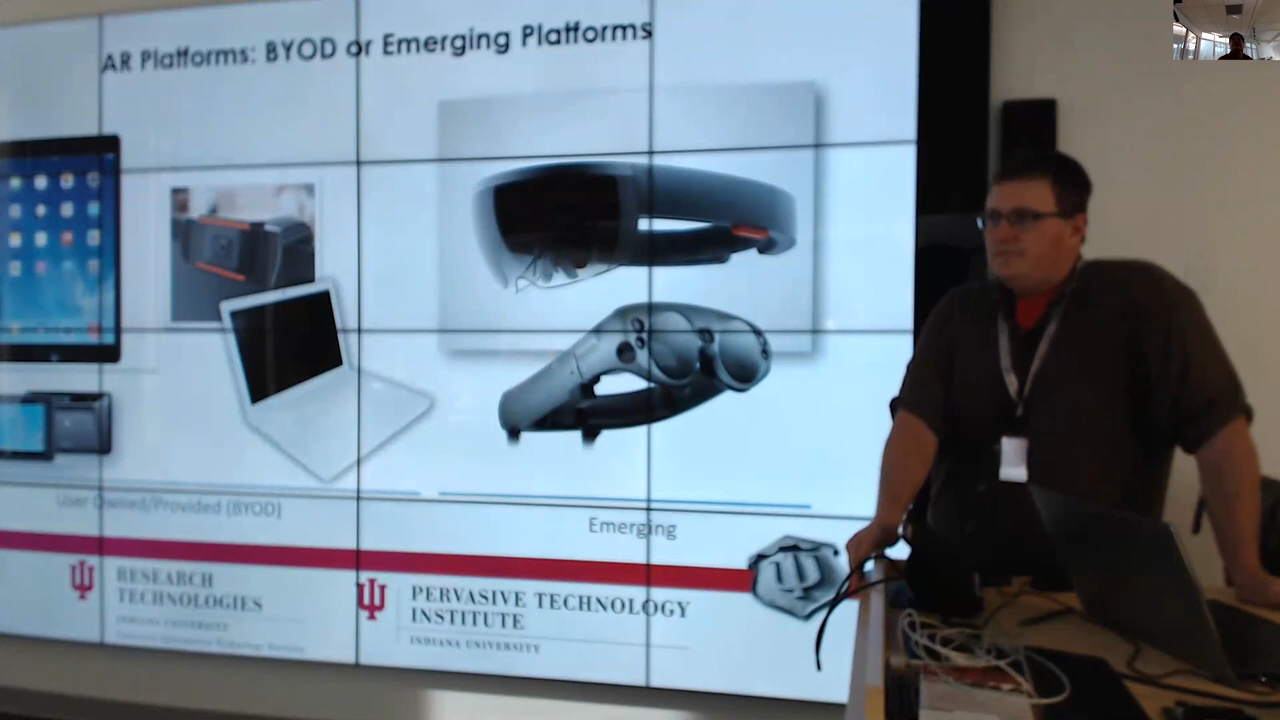 AR Platforms: BYOD or Emerging Platforms
User Owned/Provided (BYOD)
Emerging
RESEARCH
TECHNOLOGIES
INDIANA UNIVERSITY
PERVASIVE TECHNOLOGY
INSTITUTE
INDIANA UNIVERSITY